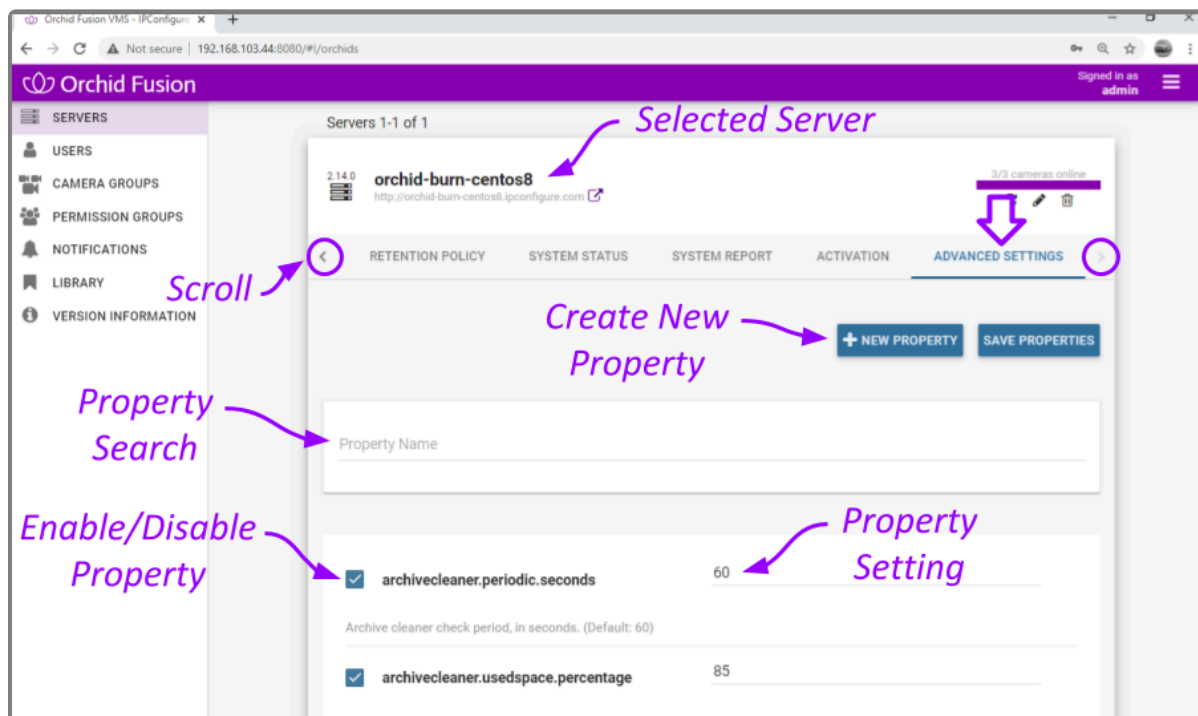 Orchid Fusion VMS - IPConfigure
Not secure | 192.168.103.44:8080/#!/orchids
Orchid Fusion
Signed in as
admin
SERVERS
USERS
CAMERA GROUPS
PERMISSION GROUPS
NOTIFICATIONS
LIBRARY
VERSION INFORMATION
Servers 1-1 of 1
Selected Server
2.14.0
orchid-burn-centos8
http://orchid-burn-centos8.ipconfigure.com
3/3 cameras online
RETENTION POLICY
SYSTEM STATUS
SYSTEM REPORT
ACTIVATION
ADVANCED SETTINGS
Scroll
Create New
Property
NEW PROPERTY
SAVE PROPERTIES
Property
Search
Property Name
Enable/Disable
Property
Property
Setting
archivecleaner.periodic.seconds
60
Archive cleaner check period, in seconds. (Default: 60)
archivecleaner.usedspace.percentage
85